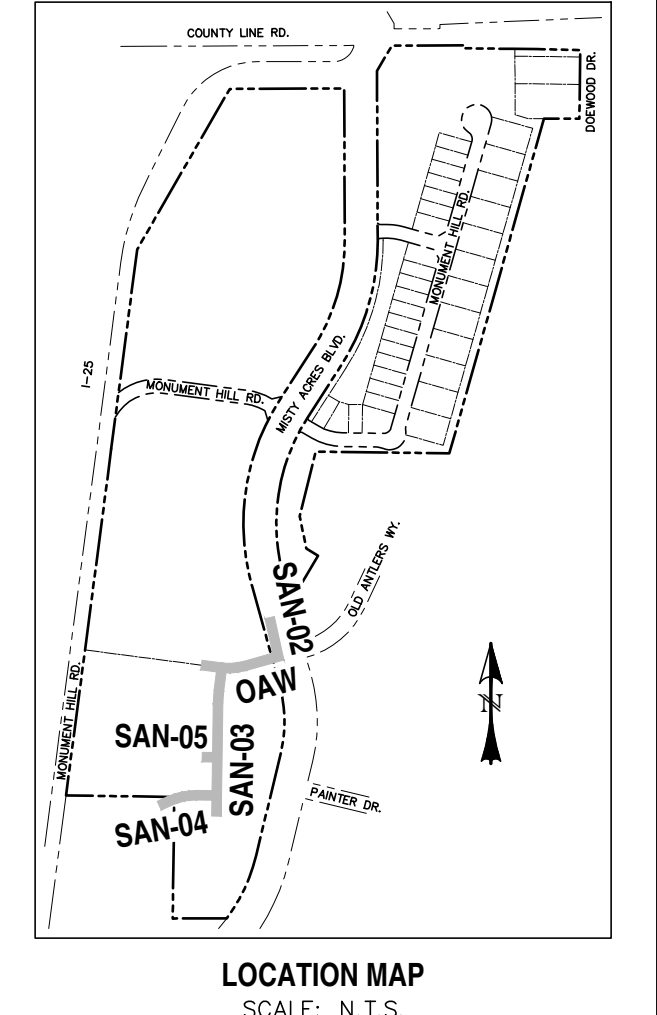 COUNTY LINE RD.
DOEWOOD DR.
MONUMENT HILL RD.
I-25
MISTY ACRES BLVD.
MONUMENT HILL RD.
SAN-02
OLD ANTLERS WY.
OAW
N
MONUMENT HILL RD.
SAN-05
SAN-03
PAINTER DR.
SAN-04
LOCATION MAP
SCALE: N.T.S.